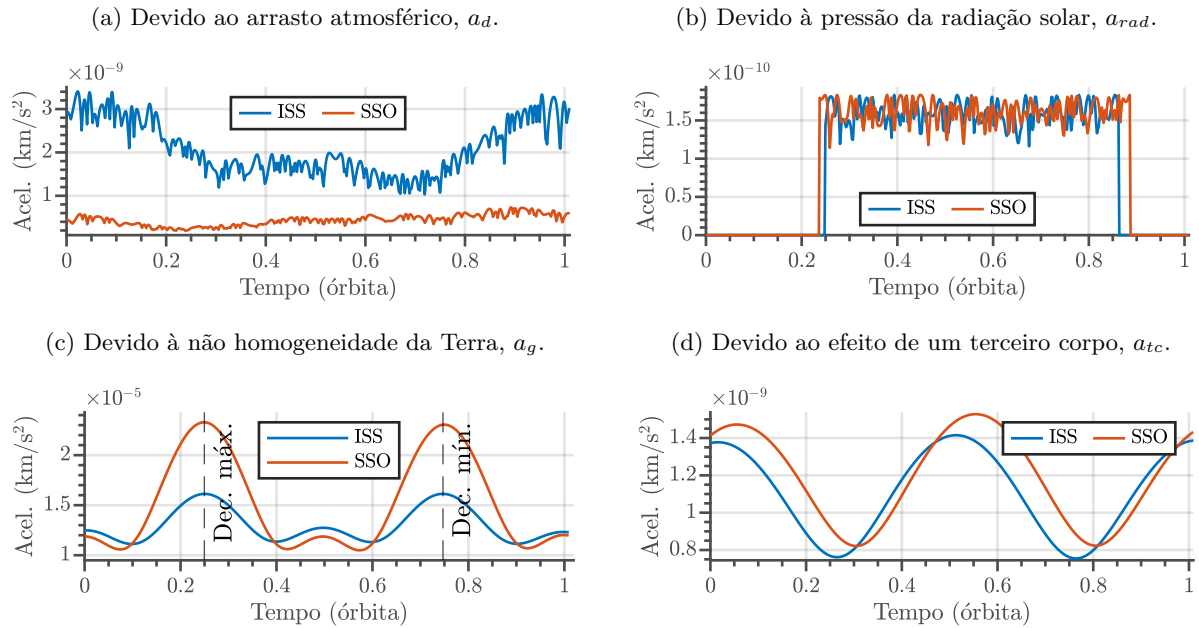 (a) Devido ao arrasto atmosférico, a_d.
×10⁻⁹
Acel. (km/s²)
3
2
1
ISS SSO
0 0.2 0.4 0.6 0.8 1
Tempo (órbita)
(b) Devido à pressão da radiação solar, a_rad.
×10⁻¹⁰
Acel. (km/s²)
1.5
1
0.5
0
ISS SSO
0 0.2 0.4 0.6 0.8 1
Tempo (órbita)
(c) Devido à não homogeneidade da Terra, a_g.
×10⁻⁵
Acel. (km/s²)
2
1.5
1
Dec. máx.
ISS
SSO
Dec. mín.
0 0.2 0.4 0.6 0.8 1
Tempo (órbita)
(d) Devido ao efeito de um terceiro corpo, a_tc.
×10⁻⁹
Acel. (km/s²)
1.4
1.2
1
0.8
ISS SSO
0 0.2 0.4 0.6 0.8 1
Tempo (órbita)